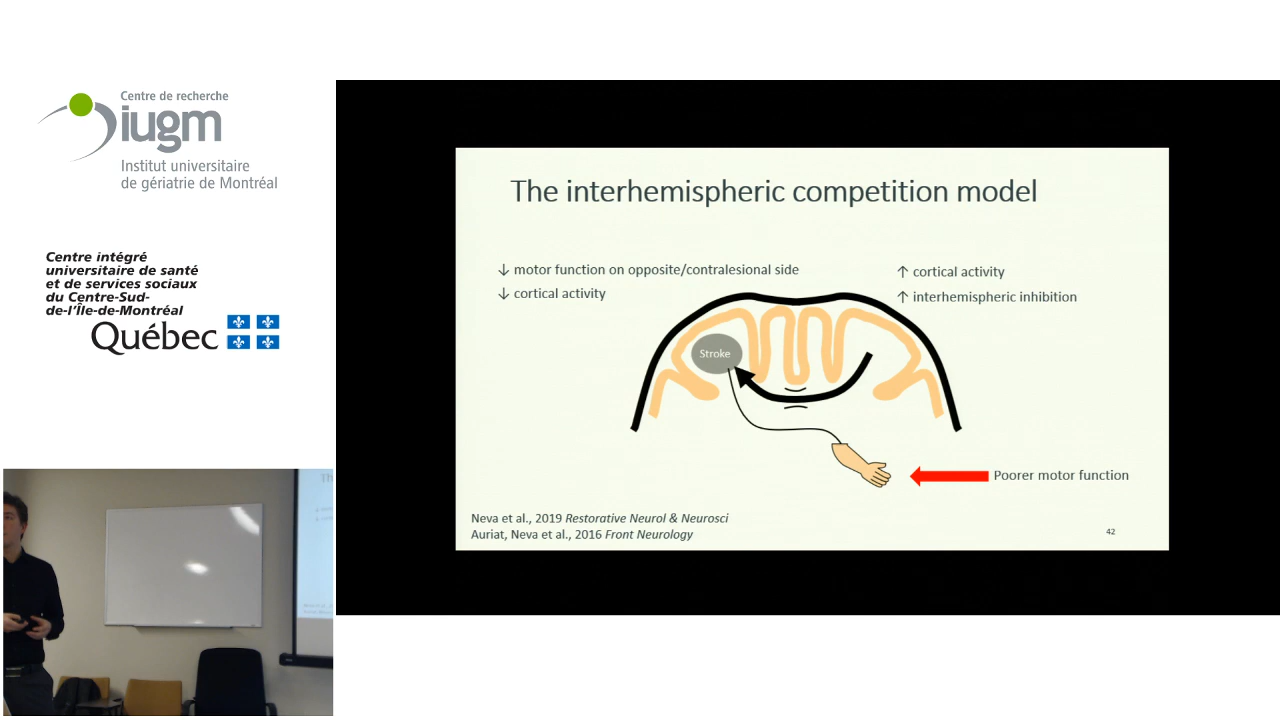 Centre de recherche
iugm
Institut universitaire
de gériatrie de Montréal
Centre intégré
universitaire de santé
et de services sociaux
du Centre-Sud-
de-l'Île-de-Montréal
Québec
The interhemispheric competition model
↓ motor function on opposite/contralesional side
↓ cortical activity
↑ cortical activity
↑ interhemispheric inhibition
Stroke
Poorer motor function
Neva et al., 2019 Restorative Neurol & Neurosci
Auriat, Neva et al., 2016 Front Neurology
42